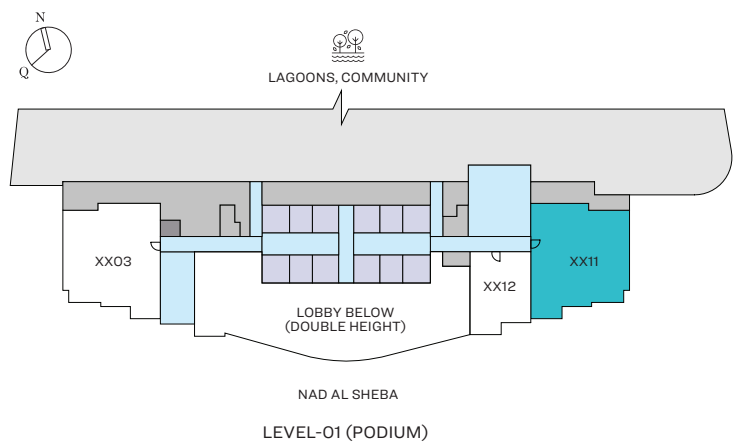 N
Q
LAGOONS, COMMUNITY
XX03
XX11
XX12
LOBBY BELOW
(DOUBLE HEIGHT)
NAD AL SHEBA
LEVEL-01 (PODIUM)